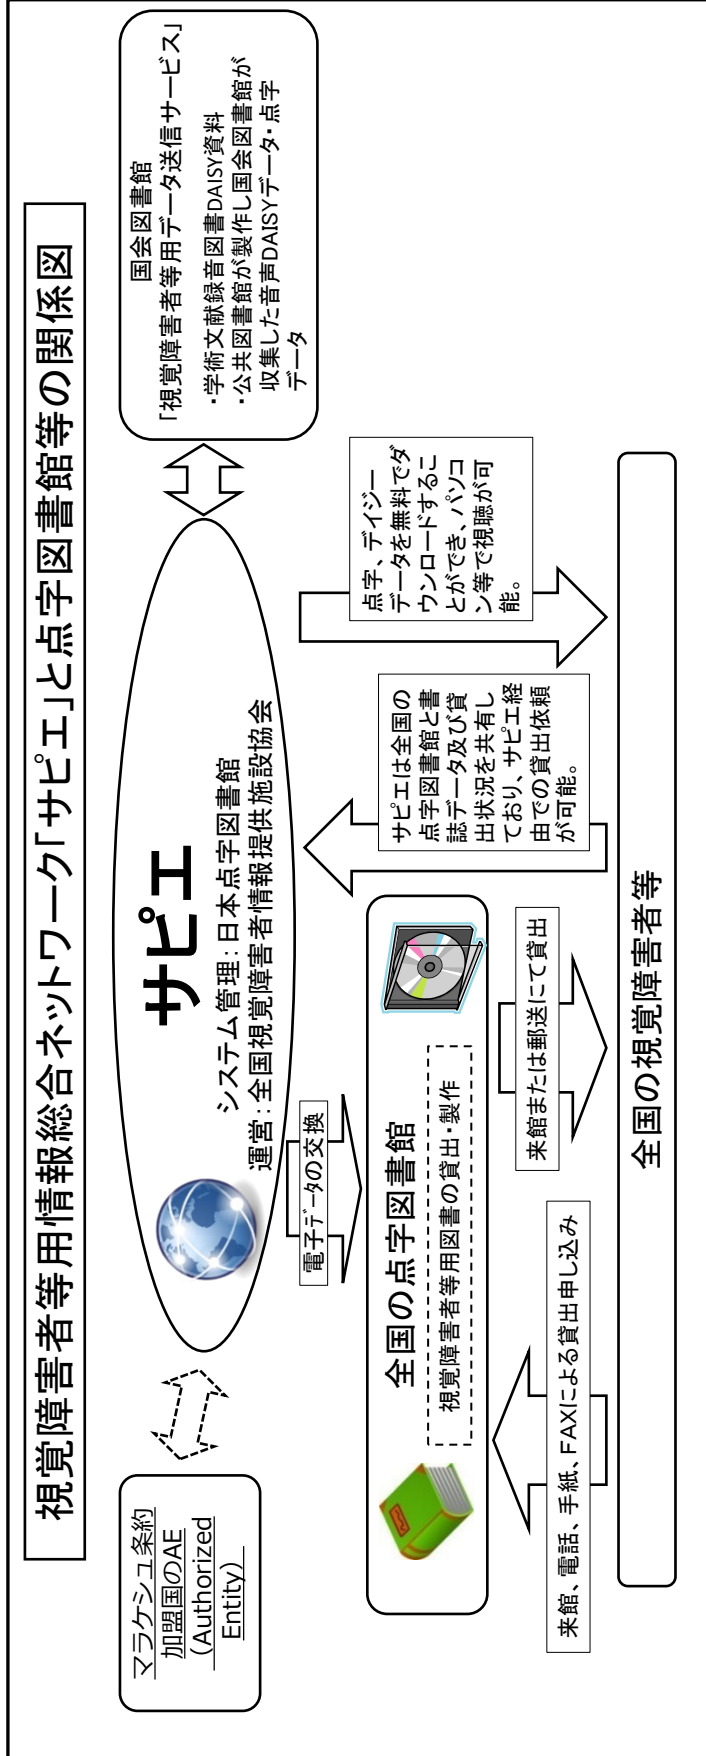 視覚障害者等用情報総合ネットワーク「サピエ」と点字図書館等の関係図
マラケシュ条約
加盟国のAE
（Authorized
Entity）
サピエ
システム管理：日本点字図書館
運営：全国視覚障害者情報提供施設協会
国会図書館
「視覚障害者等用データ送信サービス」
・学術文献録音図書DAISY資料
・公共図書館が製作し国会図書館が
収集した音声DAISYデータ・点字
データ
電子データの交換
サピエは全国の
点字図書館と書
誌データ及び貸
出状況を共有し
ており、サピエ経
由での貸出依頼
が可能。
点字、デイジー
データを無料でダ
ウンロードするこ
とができ、パソコ
ン等で視聴が可
能。
全国の点字図書館
視覚障害者等用図書の貸出・製作
来館、電話、手紙、FAXによる貸出申し込み
来館または郵送にて貸出
全国の視覚障害者等